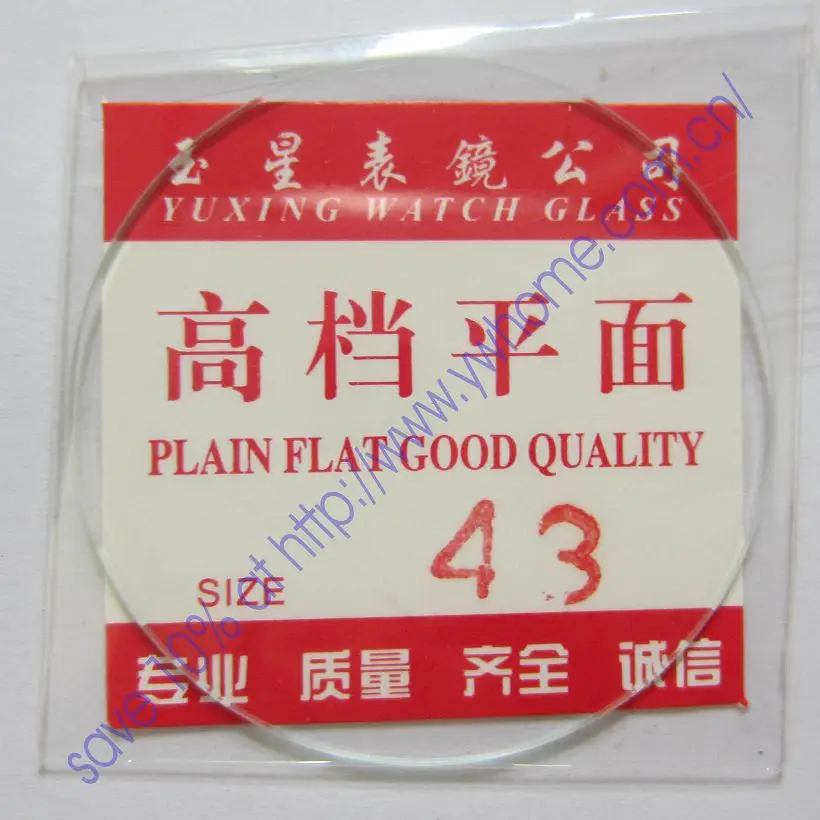 玉星表鏡公司
YUXING WATCH GLASS
高档平面
PLAIN FLAT GOOD QUALITY
SIZE 43
专业 质量 齐全 诚信
save 10% at http://www.ywhome.com.cn/